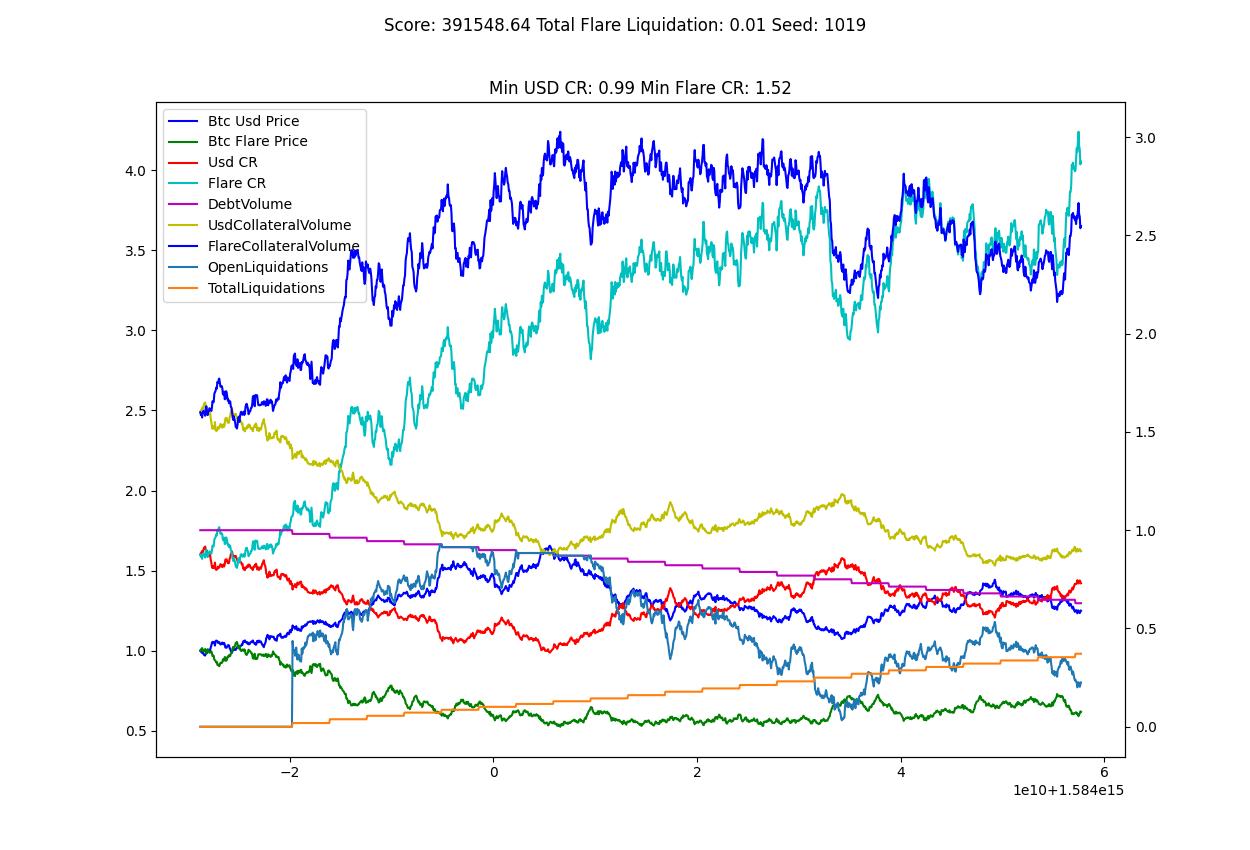 Score: 391548.64 Total Flare Liquidation: 0.01 Seed: 1019
Min USD CR: 0.99 Min Flare CR: 1.52
Btc Usd Price
Btc Flare Price
Usd CR
Flare CR
DebtVolume
UsdCollateralVolume
FlareCollateralVolume
OpenLiquidations
TotalLiquidations
4.0
3.5
3.0
2.5
2.0
1.5
1.0
0.5
3.0
2.5
2.0
1.5
1.0
0.5
0.0
−2 0 2 4 6
1e10+1.584e15